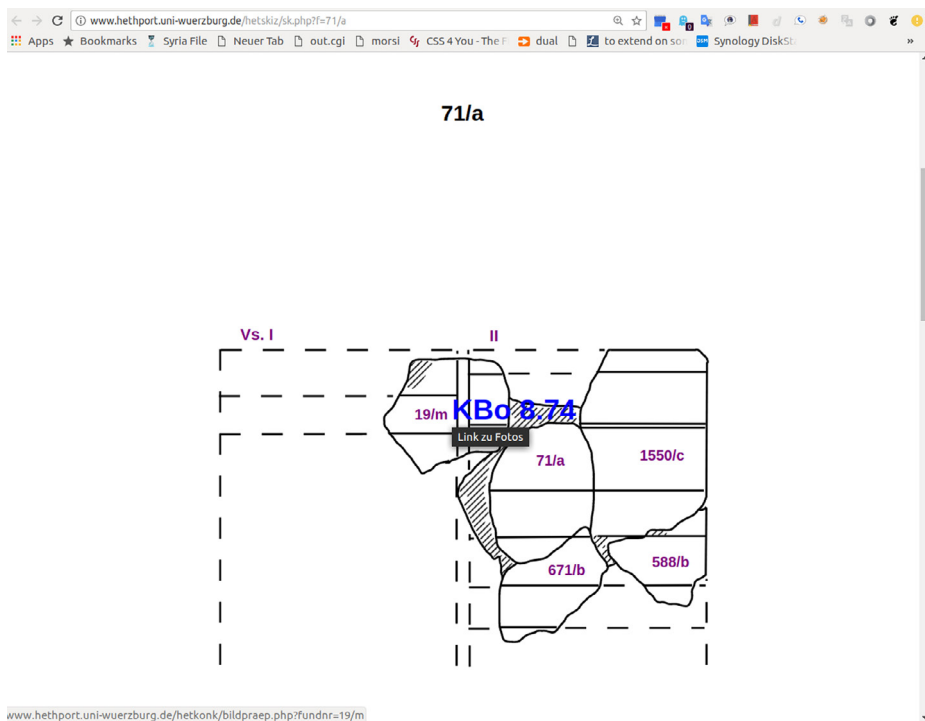 www.hethport.uni-wuerzburg.de/hetskiz/sk.php?f=71/a
Apps Bookmarks Syria File Neuer Tab out.cgi morsi CSS 4 You - The dual to extend on so Synology DiskSt »
71/a
Vs. I II
19/m KBo 8.74
Link zu Fotos
71/a 1550/c
671/b 588/b
www.hethport.uni-wuerzburg.de/hetkonk/bildpraep.php?fundnr=19/m